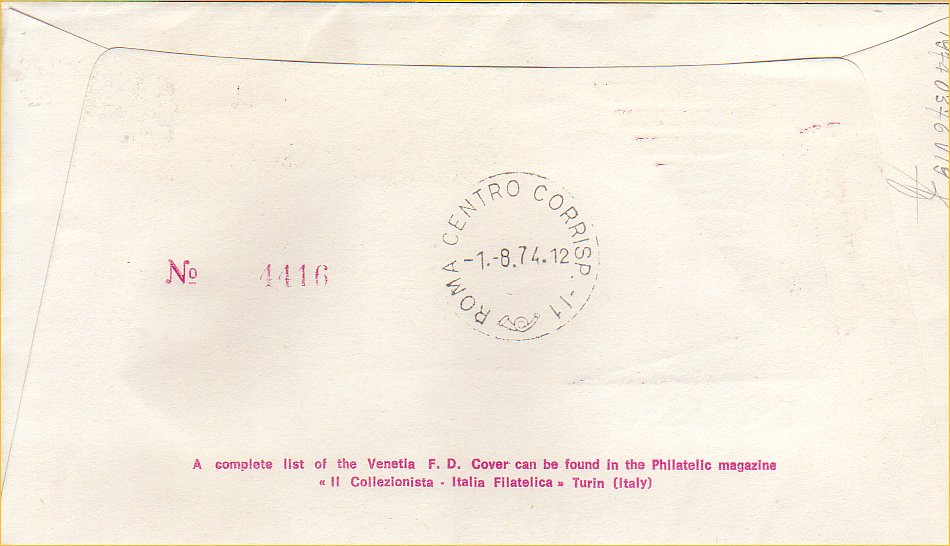 ROMA CENTRO CORRISP. - 11
-1.-8.74.12
No 4416
A complete list of the Venetia F. D. Cover can be found in the Philatelic magazine
« Il Collezionista - Italia Filatelica » Turin (Italy)